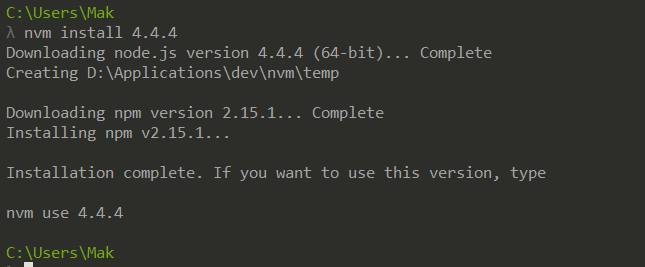 C:\Users\Mak
λ nvm install 4.4.4
Downloading node.js version 4.4.4 (64-bit)... Complete
Creating D:\Applications\dev\nvm\temp
Downloading npm version 2.15.1... Complete
Installing npm v2.15.1...
Installation complete. If you want to use this version, type
nvm use 4.4.4
C:\Users\Mak